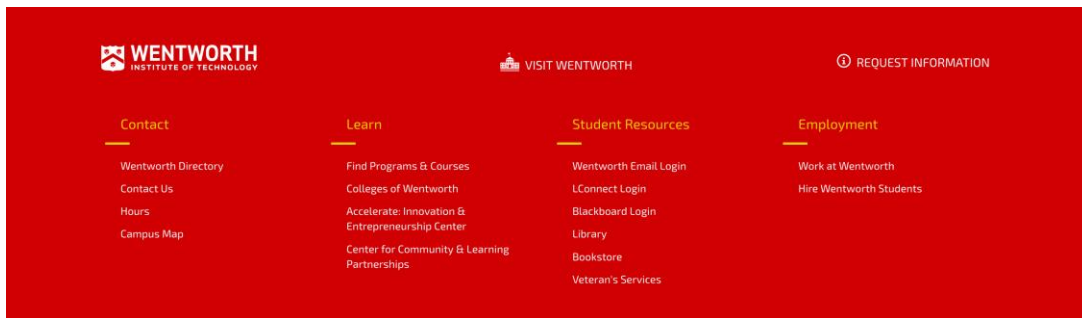 WENTWORTH
INSTITUTE OF TECHNOLOGY
VISIT WENTWORTH
REQUEST INFORMATION
Contact
Wentworth Directory
Contact Us
Hours
Campus Map
Learn
Find Programs & Courses
Colleges of Wentworth
Accelerate: Innovation &
Entrepreneurship Center
Center for Community & Learning
Partnerships
Student Resources
Wentworth Email Login
LConnect Login
Blackboard Login
Library
Bookstore
Veteran's Services
Employment
Work at Wentworth
Hire Wentworth Students